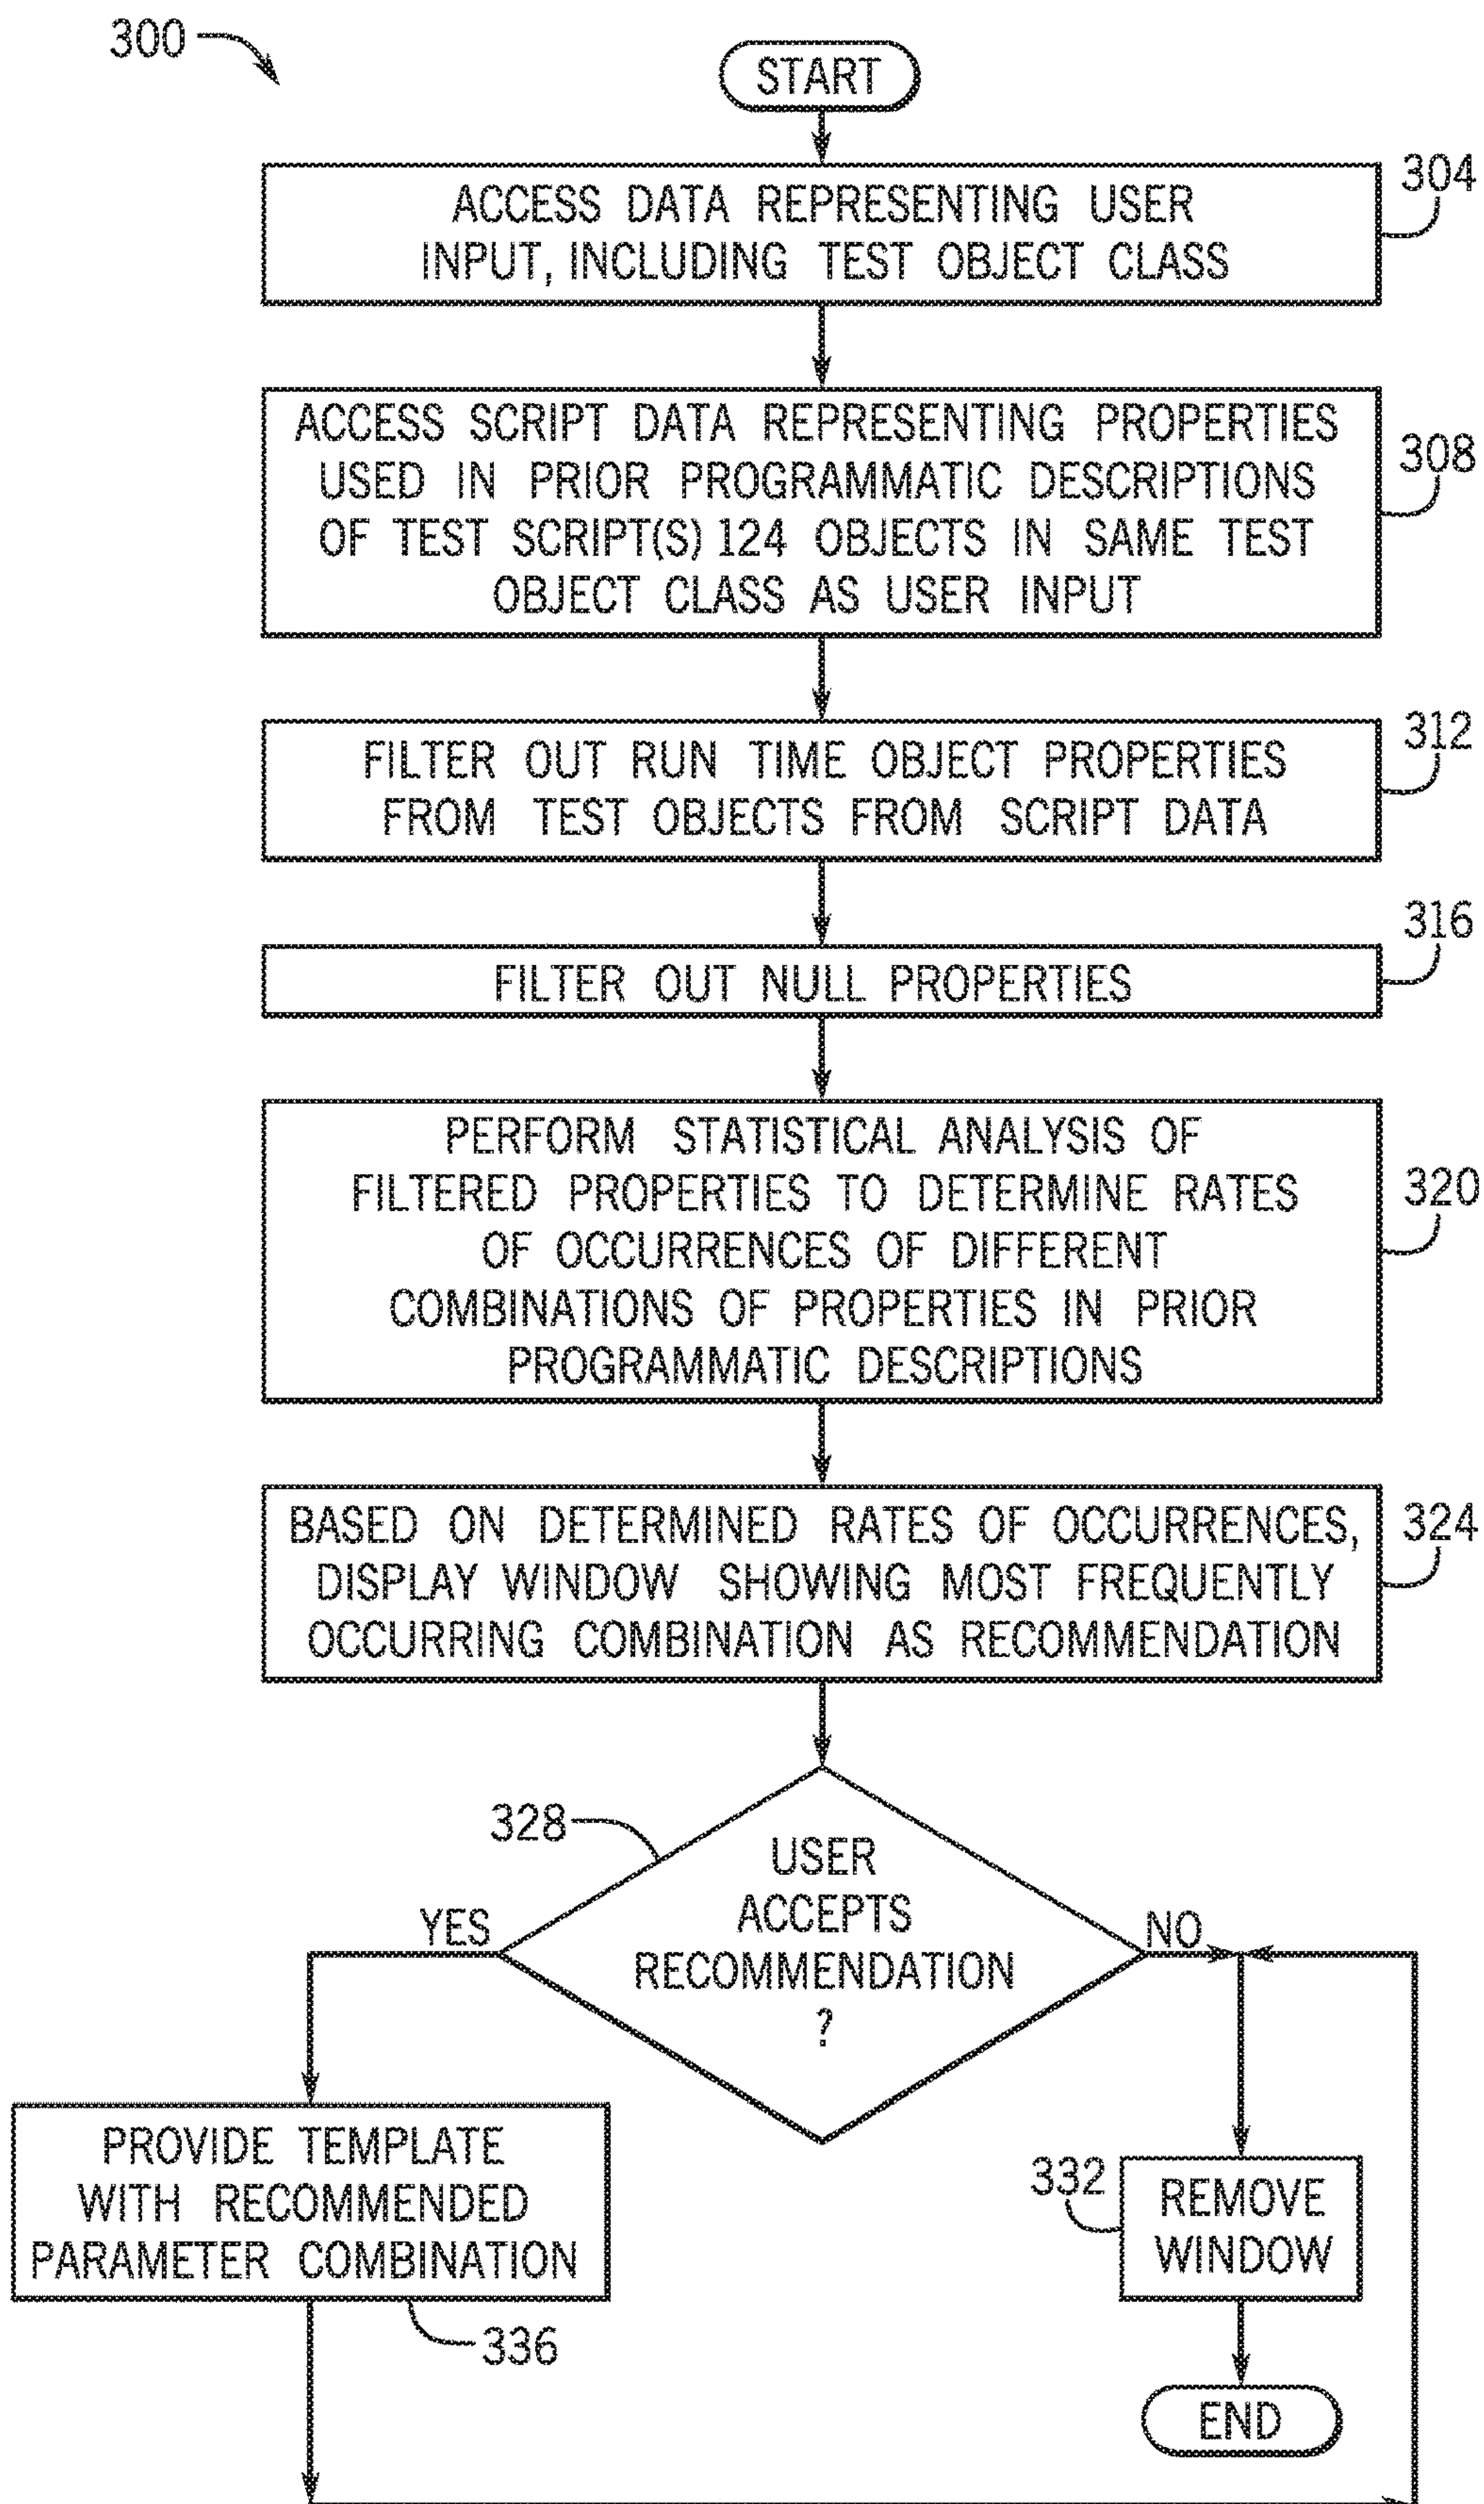 300
START
304
ACCESS DATA REPRESENTING USER
INPUT, INCLUDING TEST OBJECT CLASS
308
ACCESS SCRIPT DATA REPRESENTING PROPERTIES
USED IN PRIOR PROGRAMMATIC DESCRIPTIONS
OF TEST SCRIPT(S) 124 OBJECTS IN SAME TEST
OBJECT CLASS AS USER INPUT
312
FILTER OUT RUN TIME OBJECT PROPERTIES
FROM TEST OBJECTS FROM SCRIPT DATA
316
FILTER OUT NULL PROPERTIES
320
PERFORM STATISTICAL ANALYSIS OF
FILTERED PROPERTIES TO DETERMINE RATES
OF OCCURRENCES OF DIFFERENT
COMBINATIONS OF PROPERTIES IN PRIOR
PROGRAMMATIC DESCRIPTIONS
324
BASED ON DETERMINED RATES OF OCCURRENCES,
DISPLAY WINDOW SHOWING MOST FREQUENTLY
OCCURRING COMBINATION AS RECOMMENDATION
328
USER
ACCEPTS
RECOMMENDATION
?
YES
NO
PROVIDE TEMPLATE
WITH RECOMMENDED
PARAMETER COMBINATION
336
332
REMOVE
WINDOW
END